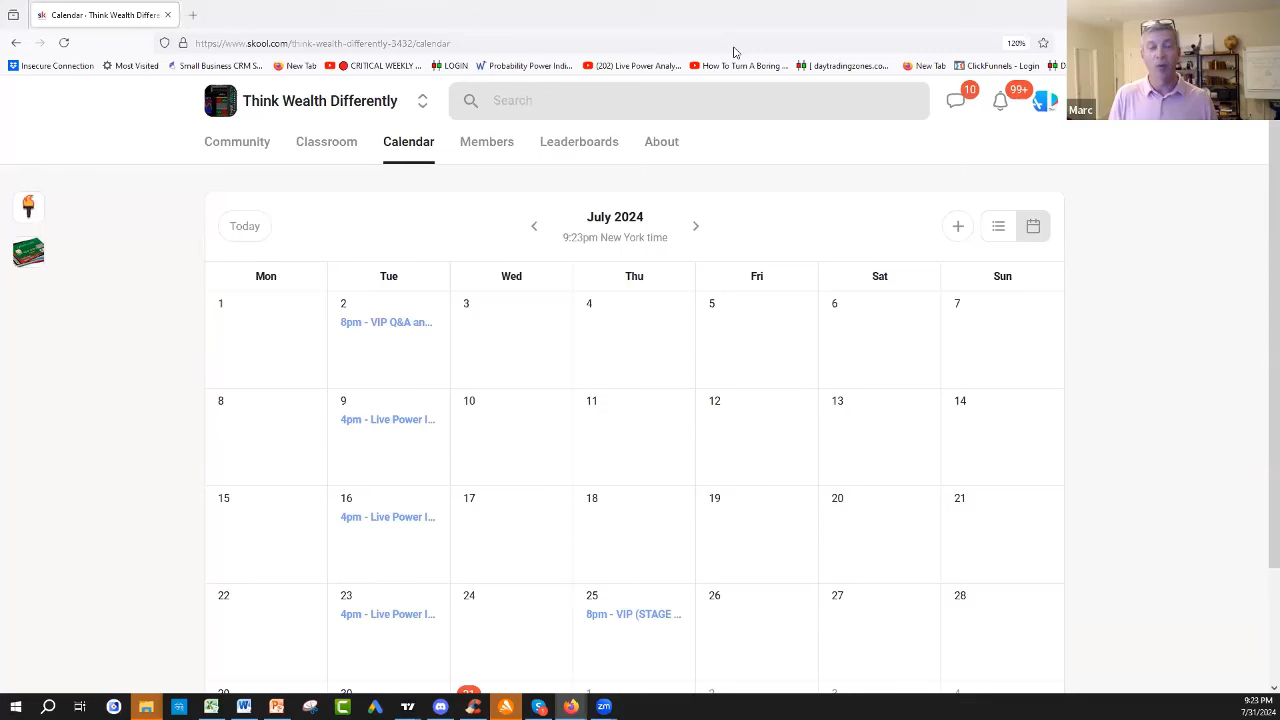 Calendar · Think Wealth Differe
https://www.skool.com/think-wealth-differently-3432/calendar
120%
Insecure Connection
Most Visited
Small Business CRM S...
New Tab
CRITICAL WEEKLY ...
LOGIN
Probability Power Indi...
(202) Live Power Analy...
How To Turn A Boring ...
| daytradingzones.co...
New Tab
ClickFunnels - Login
Marc
Think Wealth Differently
Search
10
99+
Community
Classroom
Calendar
Members
Leaderboards
About
Today
July 2024
9:23pm New York time
Mon Tue Wed Thu Fri Sat Sun
1 2 3 4 5 6 7
8pm - VIP Q&A an...
8 9 10 11 12 13 14
4pm - Live Power I...
15 16 17 18 19 20 21
4pm - Live Power I...
22 23 24 25 26 27 28
4pm - Live Power I... 8pm - VIP (STAGE ...
9:23 PM
7/31/2024